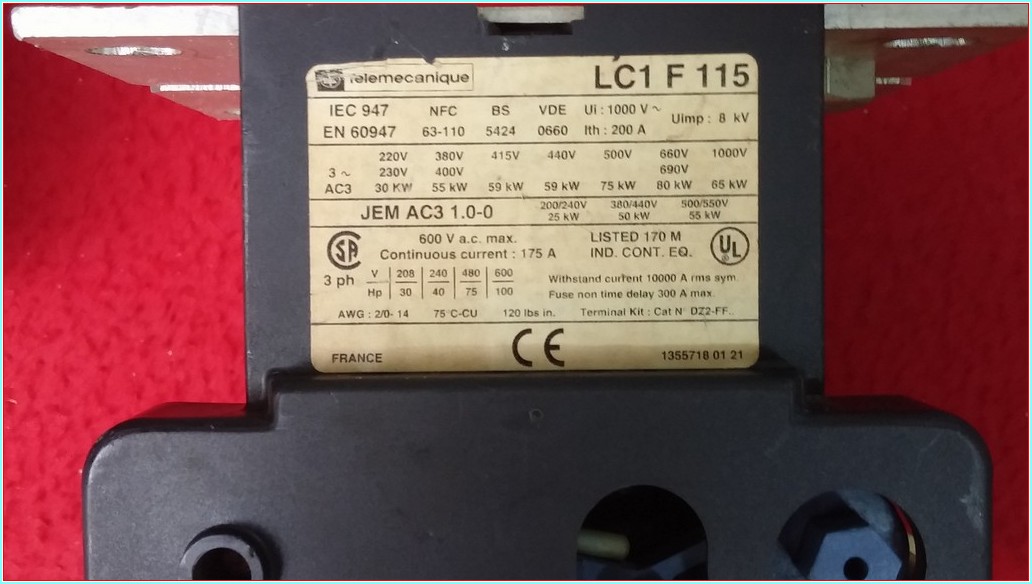 Telemecanique LC1 F 115
IEC 947 NFC BS VDE Ui : 1000 V ~ Uimp : 8 kV
EN 60947 63-110 5424 0660 Ith : 200 A
220V 380V 415V 440V 500V 660V 1000V
3 ~ 230V 400V 690V
AC3 30 KW 55 kW 59 kW 59 kW 75 kW 80 kW 65 kW
JEM AC3 1.0-0 200/240V 380/440V 500/550V
25 kW 50 kW 55 kW
SA 600 V a.c. max. LISTED 170 M UL
Continuous current : 175 A IND. CONT. EQ. ®
3 ph V 208 240 480 600 Withstand current 10000 A rms sym.
Hp 30 40 75 100 Fuse non time delay 300 A max.
AWG : 2/0- 14 75°C-CU 120 lbs in. Terminal Kit : Cat N° DZ2-FF..
FRANCE CE 1355718 01 21